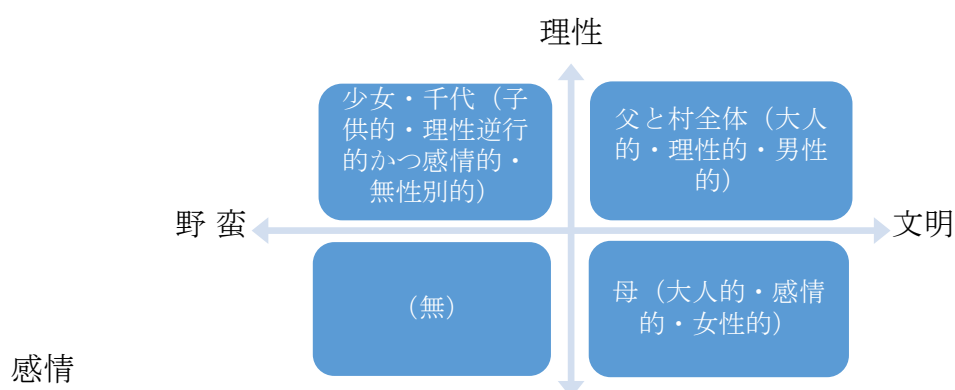 理性
少女・千代（子
供的・理性逆行
的かつ感情的・
無性別的）
父と村全体（大人
的・理性的・男性
的）
野 蛮
文明
（無）
母（大人的・感情
的・女性的）
感情